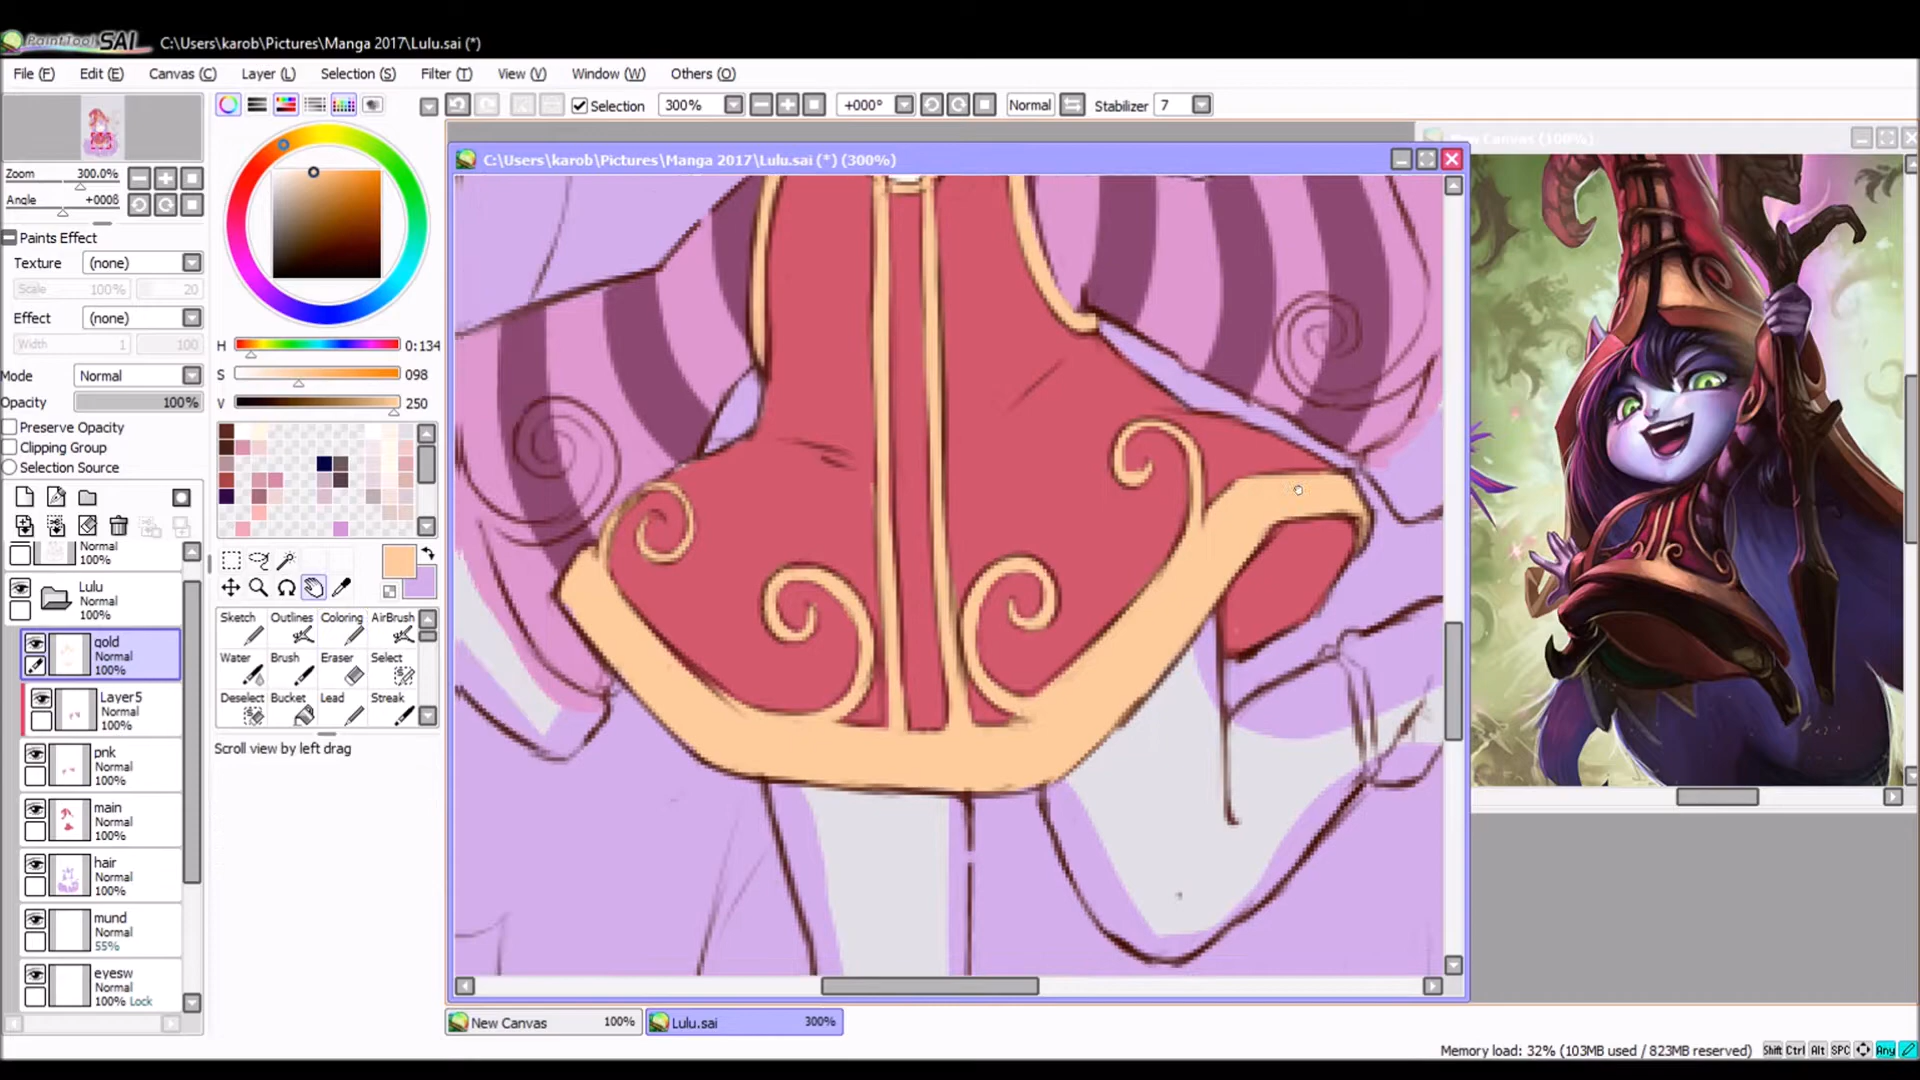 PaintTool SAI C:\Users\karob\Pictures\Manga 2017\Lulu.sai (*)
File (F) Edit (E) Canvas (C) Layer (L) Selection (S) Filter (T) View (V) Window (W) Others (O)
Selection 300% +000° Normal Stabilizer 7
New Canvas (100%)
C:\Users\karob\Pictures\Manga 2017\Lulu.sai (*) (300%)
Zoom 300.0%
Angle +000ß
Paints Effect
Texture (none)
Scale 100% 20
Effect (none)
Width 1 100
Mode Normal
Opacity 100%
Preserve Opacity
Clipping Group
Selection Source
H 0:134
S 098
V 250
Normal
100%
Lulu
Normal
100%
gold
Normal
100%
Layer5
Normal
100%
pnk
Normal
100%
main
Normal
100%
hair
Normal
100%
mund
Normal
55%
eyesw
Normal
100% Lock
Sketch Outlines Coloring AirBrush
Water Brush Eraser Select
Deselect Bucket Lead Streak
Scroll view by left drag
New Canvas 100% Lulu.sai 300%
Memory load: 32% (103MB used / 823MB reserved) Shift Ctrl Alt SPC Any